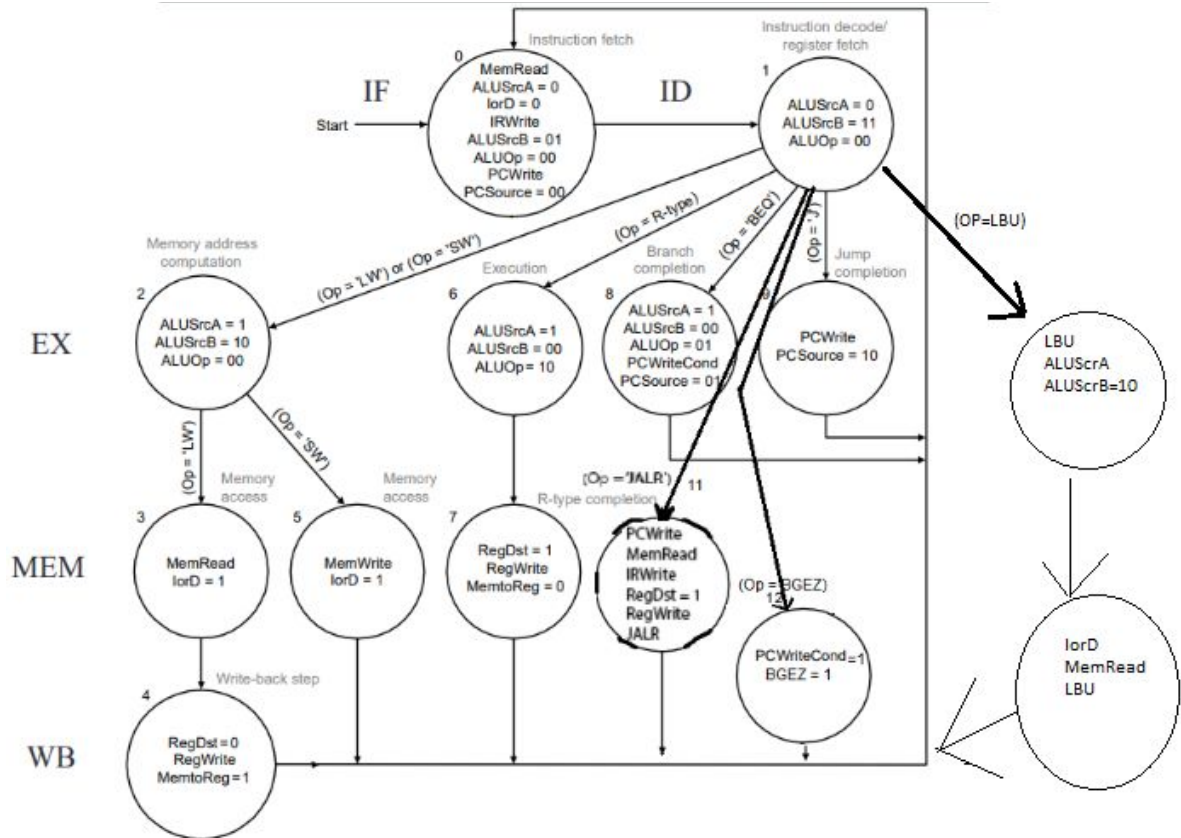 Instruction fetch
Instruction decode/
register fetch
0
1
IF
ID
MemRead
ALUSrcA = 0
IorD = 0
IRWrite
ALUSrcB = 01
ALUOp = 00
PCWrite
PCSource = 00
Start
ALUSrcA = 0
ALUSrcB = 11
ALUOp = 00
(OP=LBU)
(Op = 'LW') or (Op = 'SW')
(Op = R-type)
(Op = 'BEQ')
(Op = 'J')
Memory address
computation
Execution
Branch
completion
Jump
completion
EX
2
ALUSrcA = 1
ALUSrcB = 10
ALUOp = 00
6
ALUSrcA =1
ALUSrcB = 00
ALUOp= 10
8
ALUSrcA = 1
ALUSrcB = 00
ALUOp = 01
PCWriteCond
PCSource = 01
9
PCWrite
PCSource = 10
LBU
ALUScrA
ALUScrB=10
(Op = 'LW')
(Op = 'SW')
(Op ='JALR')
11
Memory
access
Memory
access
R-type completion
MEM
3
MemRead
IorD = 1
5
MemWrite
IorD = 1
7
RegDst = 1
RegWrite
MemtoReg = 0
PCWrite
MemRead
IRWrite
RegDst = 1
RegWrite
JALR
(Op = BGEZ)
12
PCWriteCond =1
BGEZ = 1
IorD
MemRead
LBU
Write-back step
WB
4
RegDst=0
RegWrite
MemtoReg=1